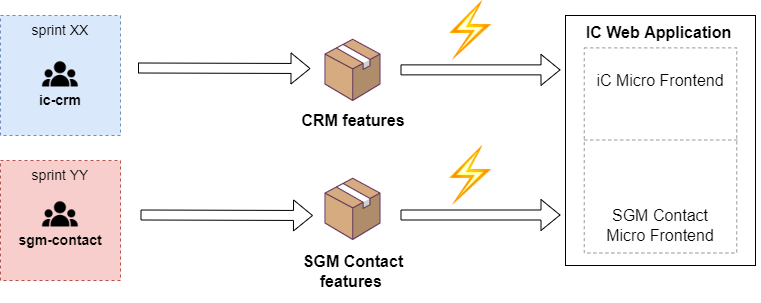 sprint XX
ic-crm
CRM features
IC Web Application
iC Micro Frontend
sprint YY
sgm-contact
SGM Contact
features
SGM Contact
Micro Frontend